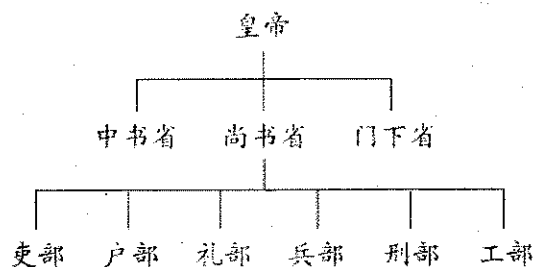 皇帝
中书省 尚书省 门下省
吏部 户部 礼部 兵部 刑部 工部